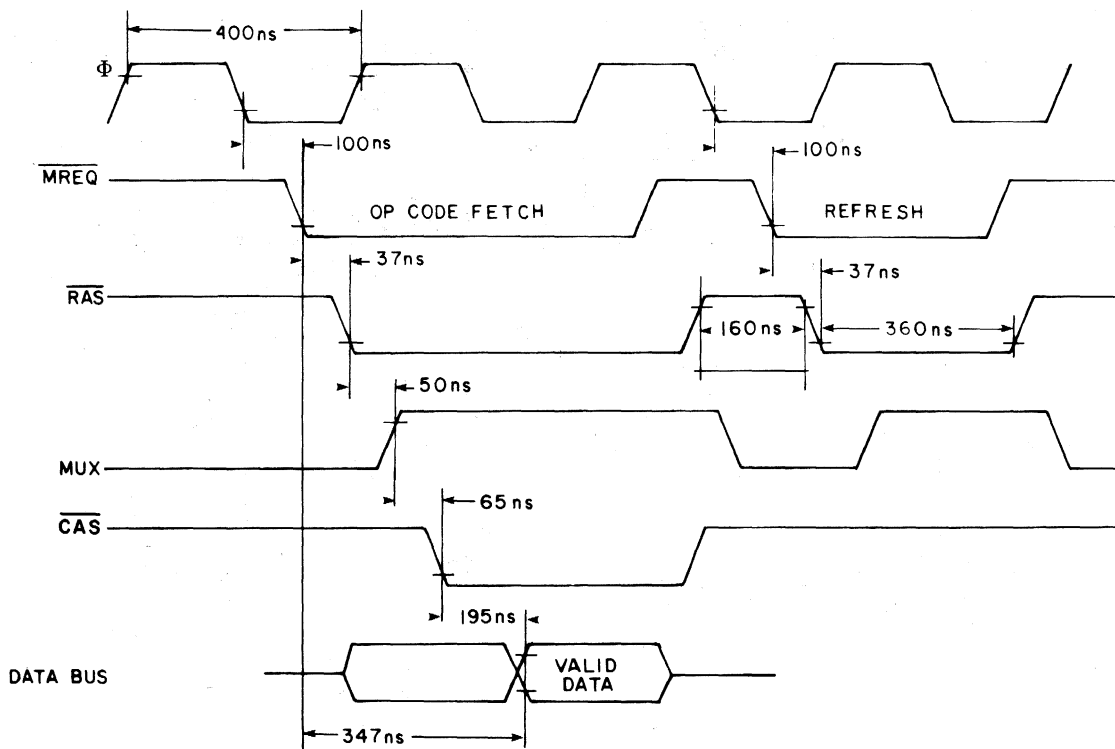 400ns
Φ
100ns
100ns
MREQ
OP CODE FETCH
REFRESH
37ns
37ns
RAS
160ns
360ns
50ns
MUX
65ns
CAS
195ns
DATA BUS
VALID
DATA
347ns